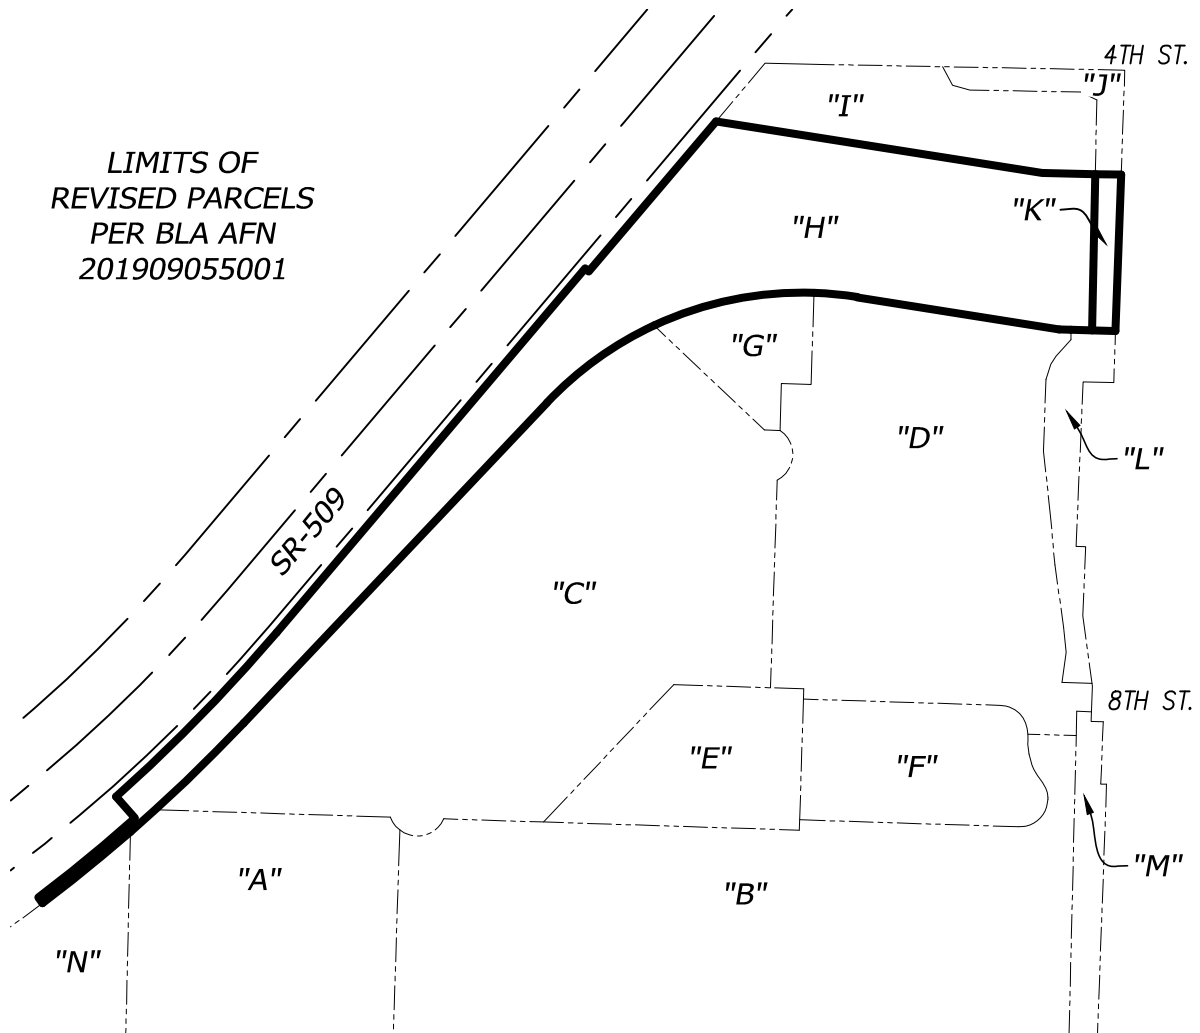 4TH ST.
"J"
"I"
LIMITS OF
REVISED PARCELS
PER BLA AFN
201909055001
"K"
"H"
"G"
"D"
"L"
SR-509
"C"
8TH ST.
"E"
"F"
"M"
"A"
"B"
"N"